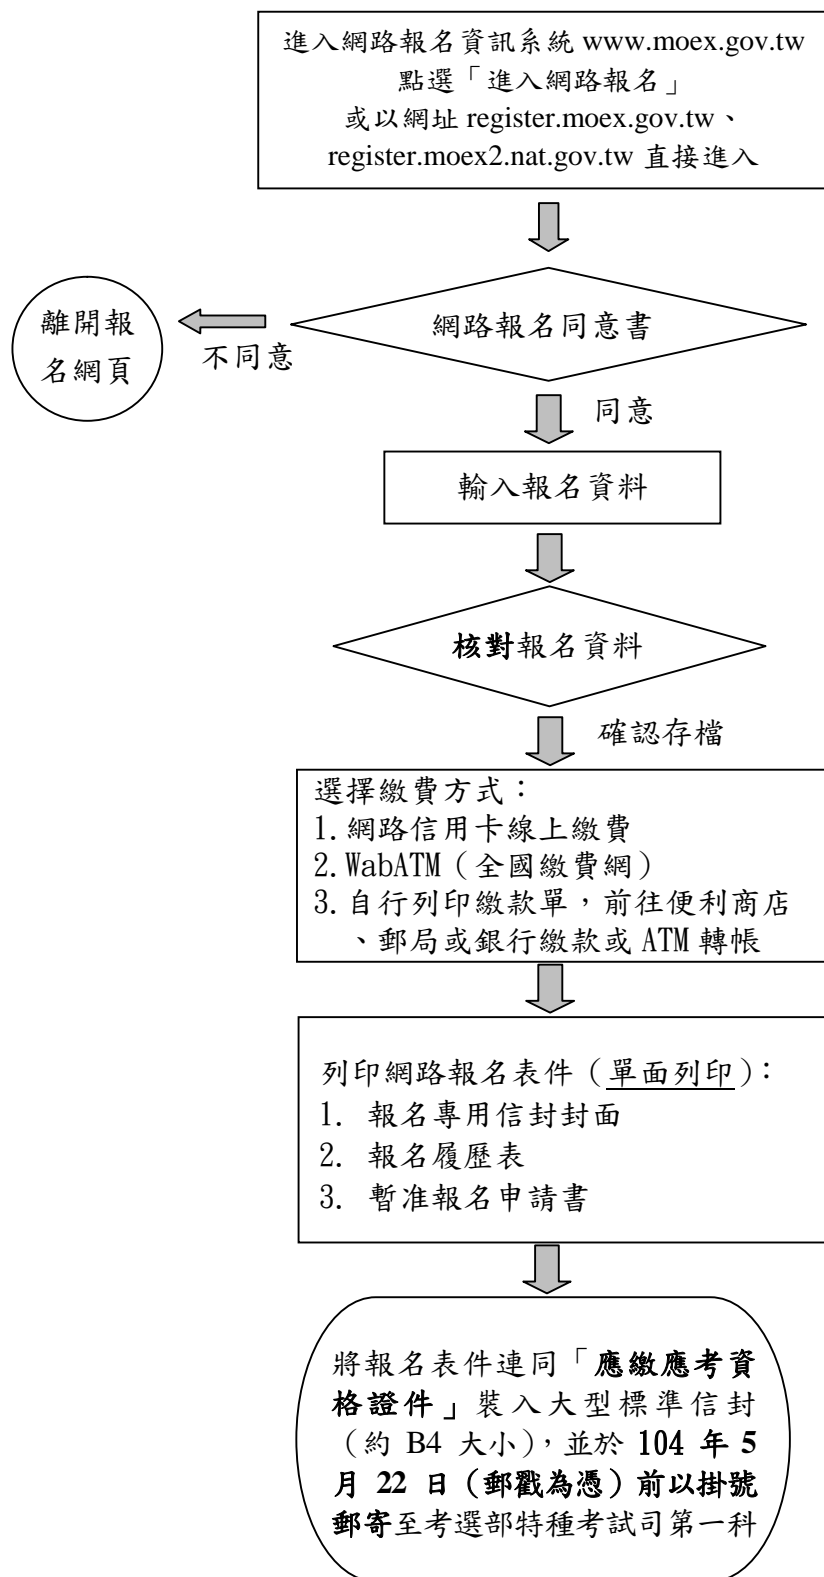 進入網路報名資訊系統 www.moex.gov.tw
點選「進入網路報名」
或以網址 register.moex.gov.tw、
register.moex2.nat.gov.tw 直接進入
網路報名同意書
離開報
名網頁
不同意
同意
輸入報名資料
核對報名資料
確認存檔
選擇繳費方式：
1.網路信用卡線上繳費
2.WabATM（全國繳費網）
3.自行列印繳款單，前往便利商店
、郵局或銀行繳款或 ATM 轉帳
列印網路報名表件（單面列印）：
1. 報名專用信封封面
2. 報名履歷表
3. 暫准報名申請書
將報名表件連同「應繳應考資
格證件」裝入大型標準信封
（約 B4 大小），並於 104 年 5
月 22 日（郵戳為憑）前以掛號
郵寄至考選部特種考試司第一科